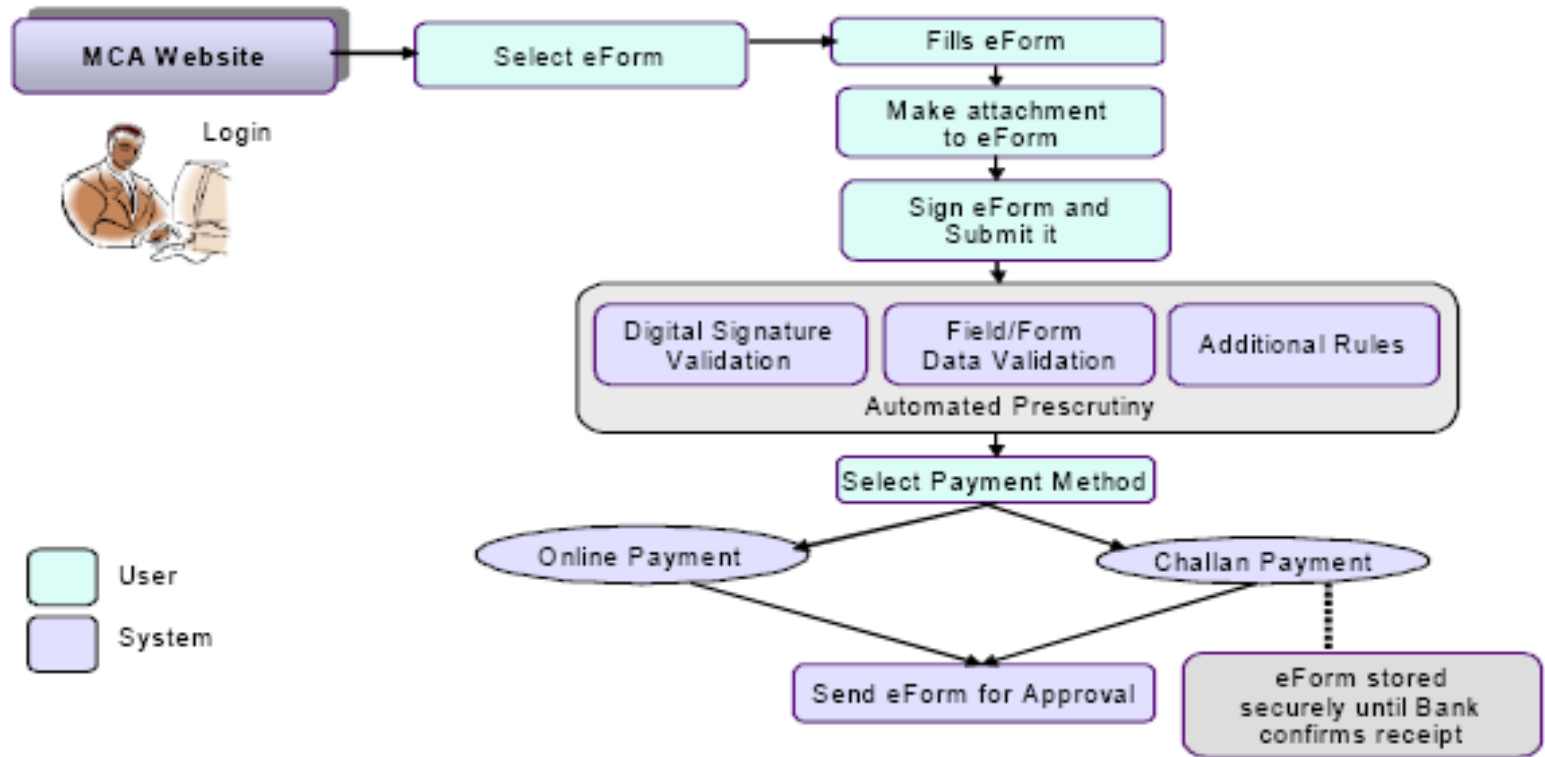 MCA Website
Select eForm
Fills eForm
Login
Make attachment
to eForm
Sign eForm and
Submit it
Digital Signature
Validation
Field/Form
Data Validation
Additional Rules
Automated Prescrutiny
Select Payment Method
Online Payment
Challan Payment
User
System
Send eForm for Approval
eForm stored
securely until Bank
confirms receipt